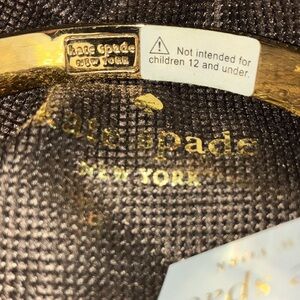 kate spade
NEW YORK
Not intended for
children 12 and under.
kate spade
NEW YORK